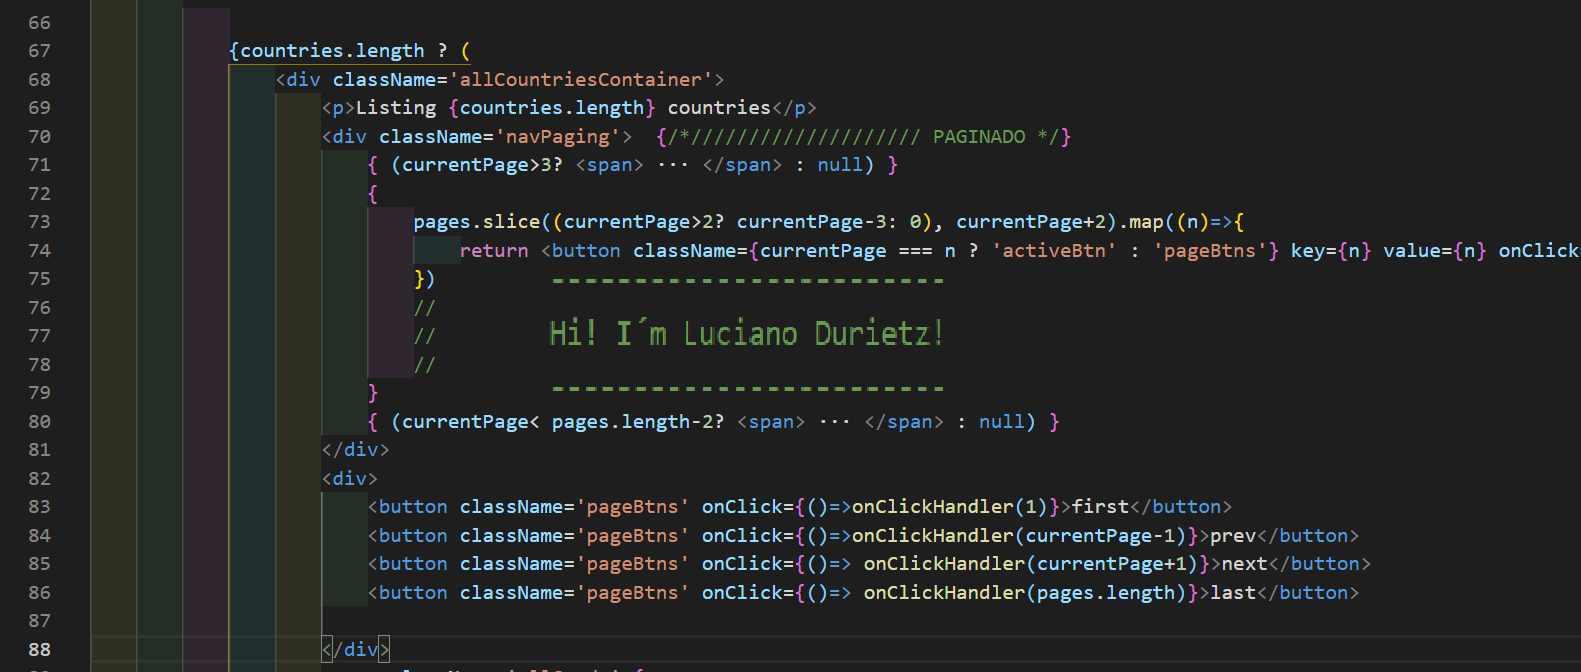 66
67 {countries.length ? (
68 <div className='allCountriesContainer'>
69 <p>Listing {countries.length} countries</p>
70 <div className='navPaging'>  {/*//////////////////// PAGINADO */}
71 { (currentPage>3? <span> ··· </span> : null) }
72 {
73 pages.slice((currentPage>2? currentPage-3: 0), currentPage+2).map((n)=>{
74 return <button className={currentPage === n ? 'activeBtn' : 'pageBtns'} key={n} value={n} onClick=
75 }) ------------------------
76 //
77 // Hi! I´m Luciano Durietz!
78 //
79 } ------------------------
80 { (currentPage< pages.length-2? <span> ··· </span> : null) }
81 </div>
82 <div>
83 <button className='pageBtns' onClick={()=>onClickHandler(1)}>first</button>
84 <button className='pageBtns' onClick={()=>onClickHandler(currentPage-1)}>prev</button>
85 <button className='pageBtns' onClick={()=> onClickHandler(currentPage+1)}>next</button>
86 <button className='pageBtns' onClick={()=> onClickHandler(pages.length)}>last</button>
87
88 </div>